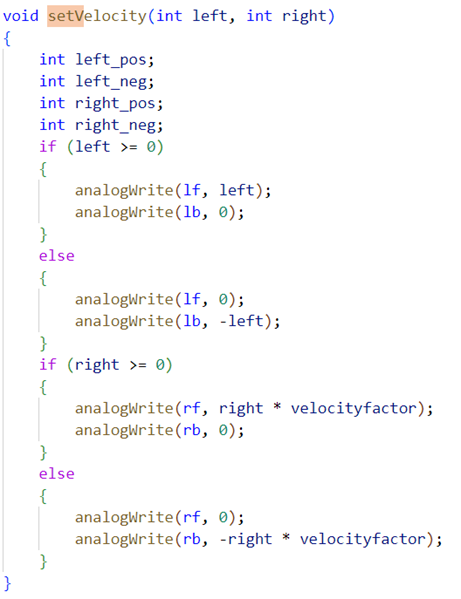 void setVelocity(int left, int right)
{
    int left_pos;
    int left_neg;
    int right_pos;
    int right_neg;
    if (left >= 0)
    {
        analogWrite(lf, left);
        analogWrite(lb, 0);
    }
    else
    {
        analogWrite(lf, 0);
        analogWrite(lb, -left);
    }
    if (right >= 0)
    {
        analogWrite(rf, right * velocityfactor);
        analogWrite(rb, 0);
    }
    else
    {
        analogWrite(rf, 0);
        analogWrite(rb, -right * velocityfactor);
    }
}